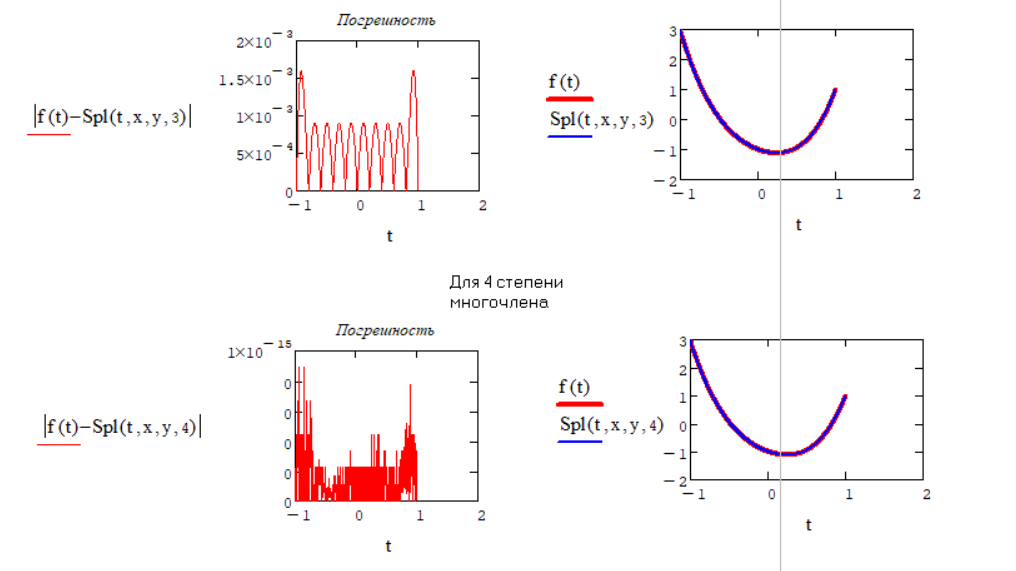 Погрешность
2×10⁻³
1.5×10⁻³
1×10⁻³
5×10⁻⁴
0
|f(t)−Spl(t,x,y,3)|
−1 0 1 2
t
f(t)
Spl(t,x,y,3)
3
2
1
0
−1
−2
−1 0 1 2
t
Для 4 степени
многочлена
Погрешность
1×10⁻¹⁵
0
0
0
0
0
|f(t)−Spl(t,x,y,4)|
−1 0 1 2
t
f(t)
Spl(t,x,y,4)
3
2
1
0
−1
−2
−1 0 1 2
t